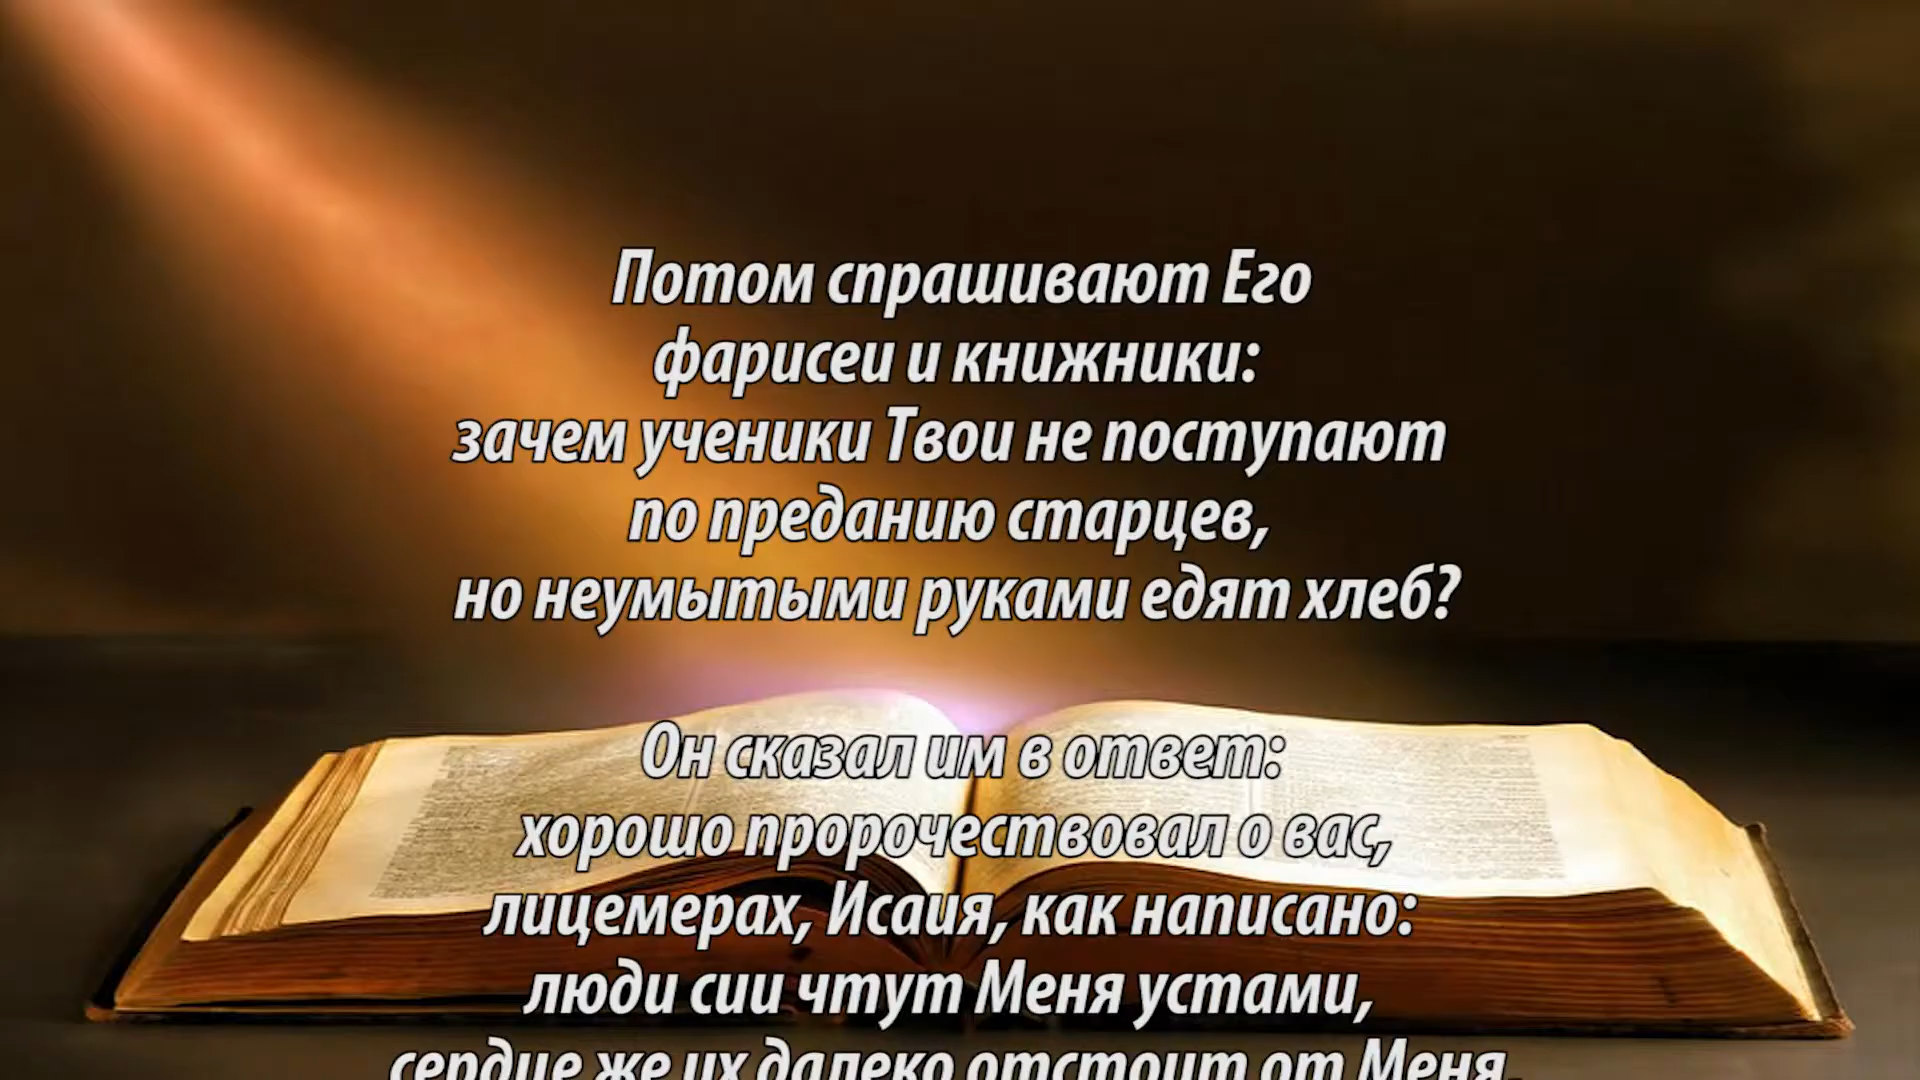 Потом спрашивают Его
фарисеи и книжники:
зачем ученики Твои не поступают
по преданию старцев,
но неумытыми руками едят хлеб?
Он сказал им в ответ:
хорошо пророчествовал о вас,
лицемерах, Исаия, как написано:
люди сии чтут Меня устами,
сердце же их далеко отстоит от Меня,